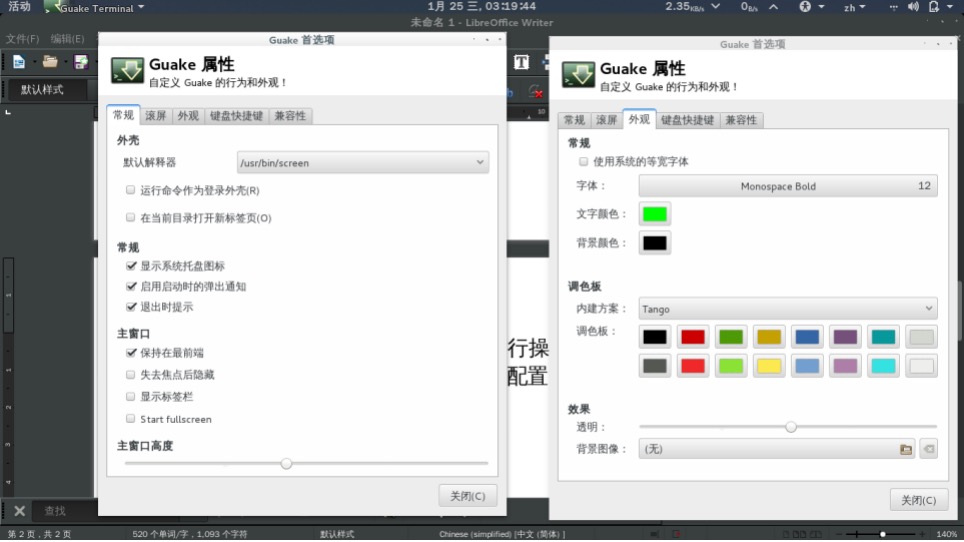 活动
Guake Terminal
1月 25 三, 03:19:44
2.35KB/s
0B/s
zh
未命名 1 - LibreOffice Writer
文件(F)
编辑(E)
默认样式
Guake 首选项
Guake 属性
自定义 Guake 的行为和外观！
常规 滚屏 外观 键盘快捷键 兼容性
外壳
默认解释器 /usr/bin/screen
运行命令作为登录外壳(R)
在当前目录打开新标签页(O)
常规
显示系统托盘图标
启用启动时的弹出通知
退出时提示
主窗口
保持在最前端
失去焦点后隐藏
显示标签栏
Start fullscreen
主窗口高度
关闭(C)
行操
配置
Guake 首选项
Guake 属性
自定义 Guake 的行为和外观！
常规 滚屏 外观 键盘快捷键 兼容性
常规
使用系统的等宽字体
字体： Monospace Bold 12
文字颜色：
背景颜色：
调色板
内建方案： Tango
调色板：
效果
透明：
背景图像： (无)
关闭(C)
查找
第 2 页，共 2 页
520 个单词/字，1,093 个字符
默认样式
Chinese (simplified) [中文 (简体) ]
140%